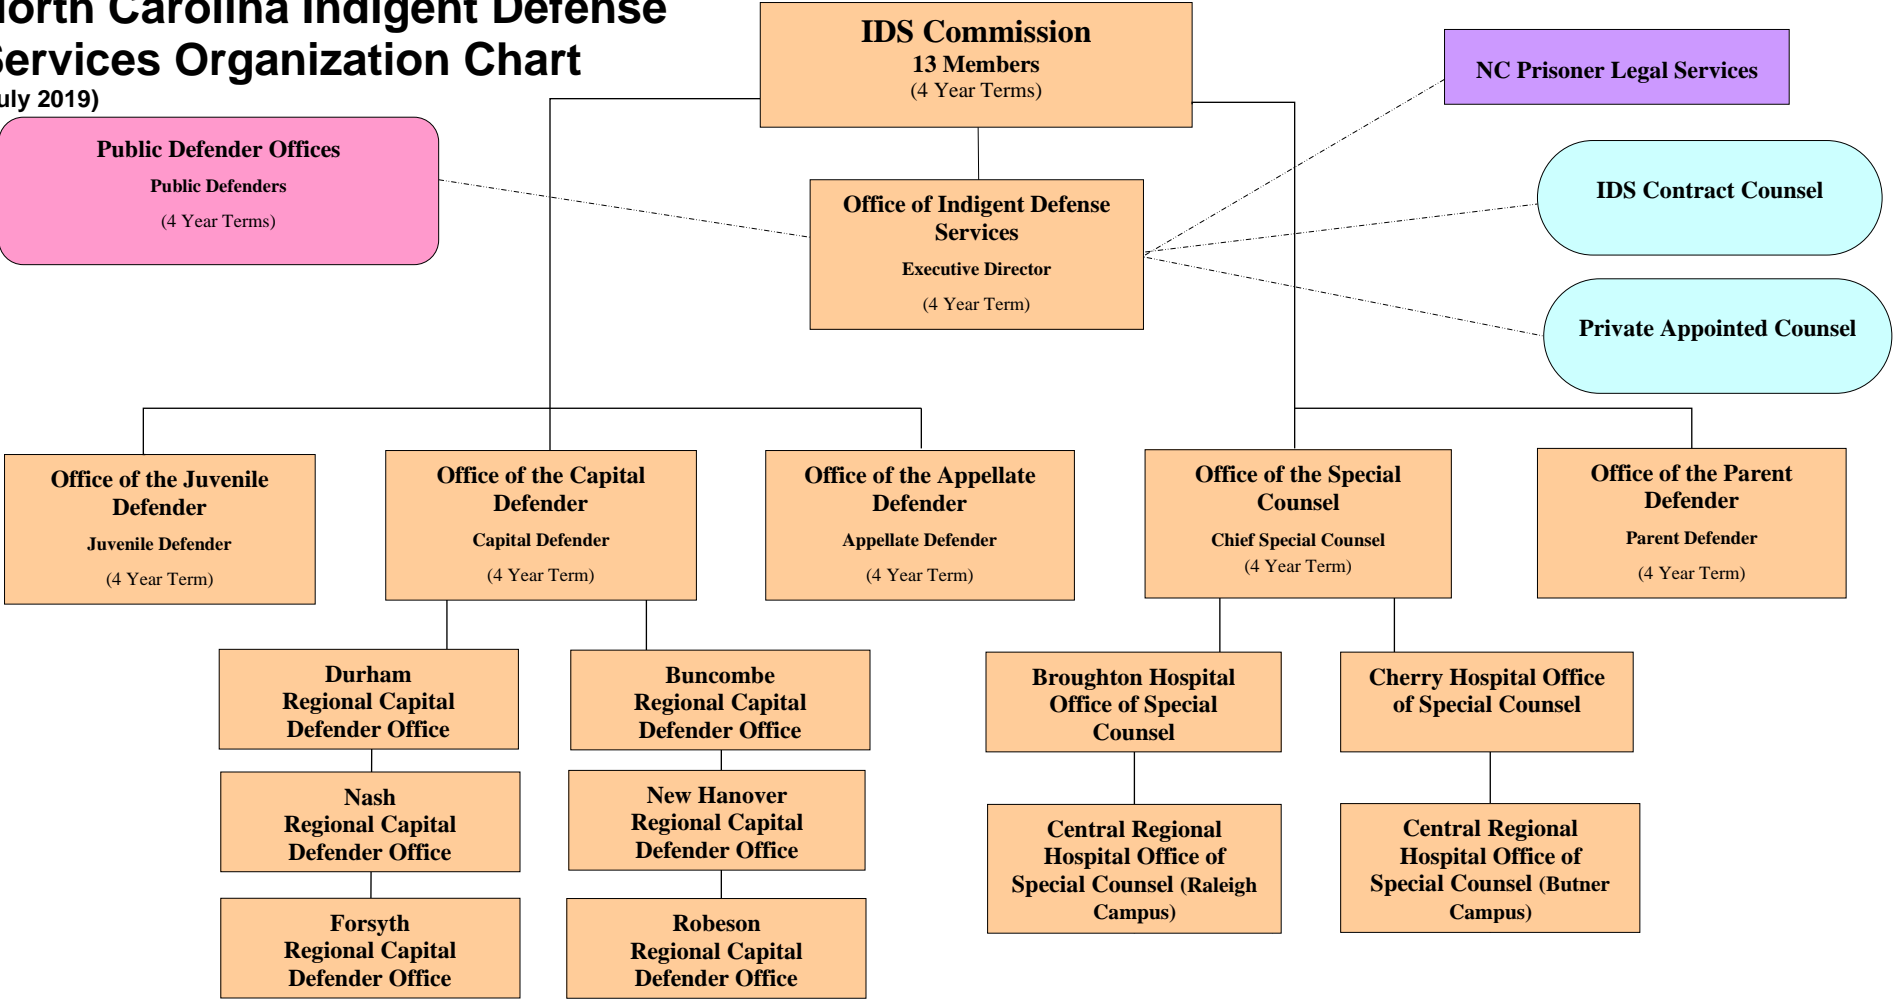 orth Carolina Indigent Defense
Services Organization Chart
uly 2019)
IDS Commission
13 Members
(4 Year Terms)
NC Prisoner Legal Services
Public Defender Offices
Public Defenders
(4 Year Terms)
Office of Indigent Defense
Services
Executive Director
(4 Year Term)
IDS Contract Counsel
Private Appointed Counsel
Office of the Juvenile
Defender
Juvenile Defender
(4 Year Term)
Office of the Capital
Defender
Capital Defender
(4 Year Term)
Office of the Appellate
Defender
Appellate Defender
(4 Year Term)
Office of the Special
Counsel
Chief Special Counsel
(4 Year Term)
Office of the Parent
Defender
Parent Defender
(4 Year Term)
Durham
Regional Capital
Defender Office
Buncombe
Regional Capital
Defender Office
Broughton Hospital
Office of Special
Counsel
Cherry Hospital Office
of Special Counsel
Nash
Regional Capital
Defender Office
New Hanover
Regional Capital
Defender Office
Central Regional
Hospital Office of
Special Counsel (Raleigh
Campus)
Central Regional
Hospital Office of
Special Counsel (Butner
Campus)
Forsyth
Regional Capital
Defender Office
Robeson
Regional Capital
Defender Office